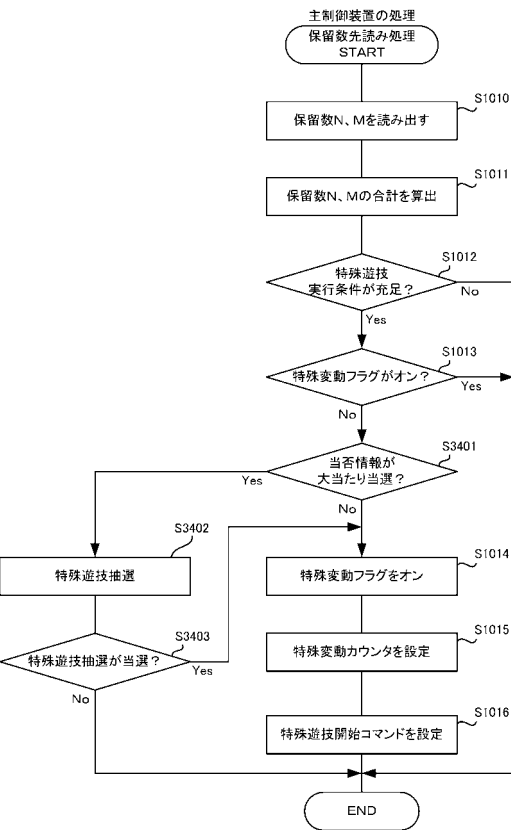 主制御装置の処理
保留数先読み処理
START
S1010
保留数N、Mを読み出す
S1011
保留数N、Mの合計を算出
S1012
特殊遊技
実行条件が充足？
No
Yes
S1013
特殊変動フラグがオン？
Yes
No
S3401
当否情報が
大当たり当選？
Yes
No
S3402
特殊遊技抽選
S1014
特殊変動フラグをオン
S3403
特殊遊技抽選が当選？
Yes
No
S1015
特殊変動カウンタを設定
S1016
特殊遊技開始コマンドを設定
END